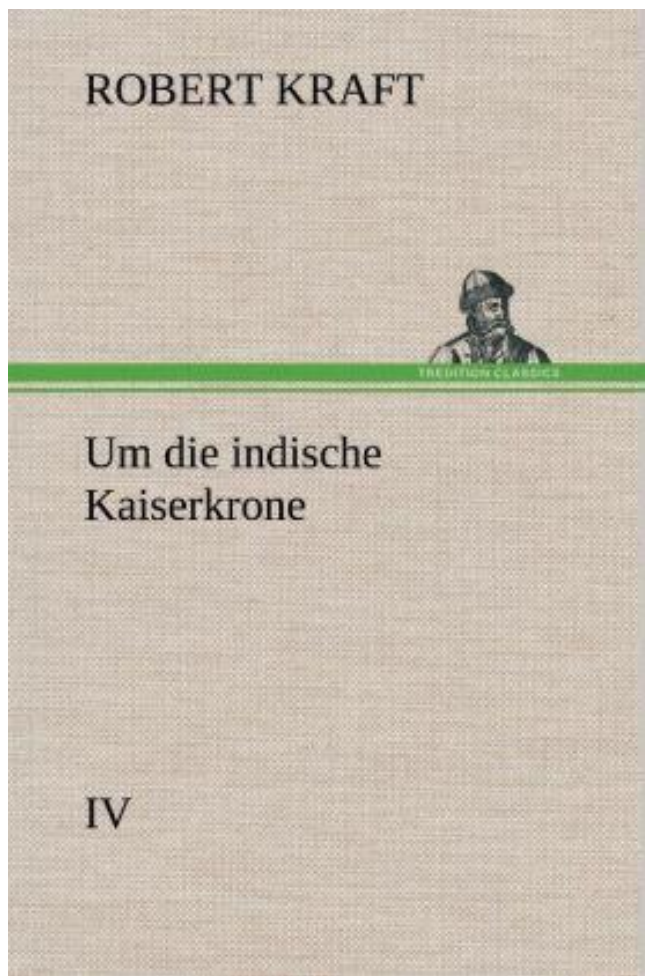 ROBERT KRAFT
TREDITION CLASSICS
Um die indische
Kaiserkrone
IV